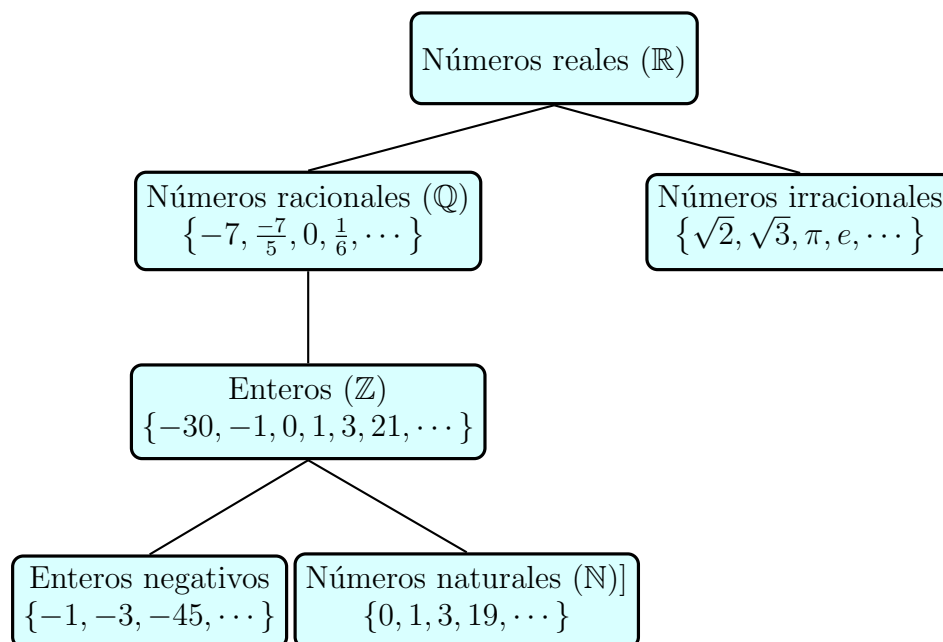 Números reales (ℝ)
Números racionales (ℚ)
{−7, −7/5, 0, 1/6, ⋯}
Números irracionales
{√2, √3, π, e, ⋯}
Enteros (ℤ)
{−30, −1, 0, 1, 3, 21, ⋯}
Enteros negativos
{−1, −3, −45, ⋯}
Números naturales (ℕ)]
{0, 1, 3, 19, ⋯}